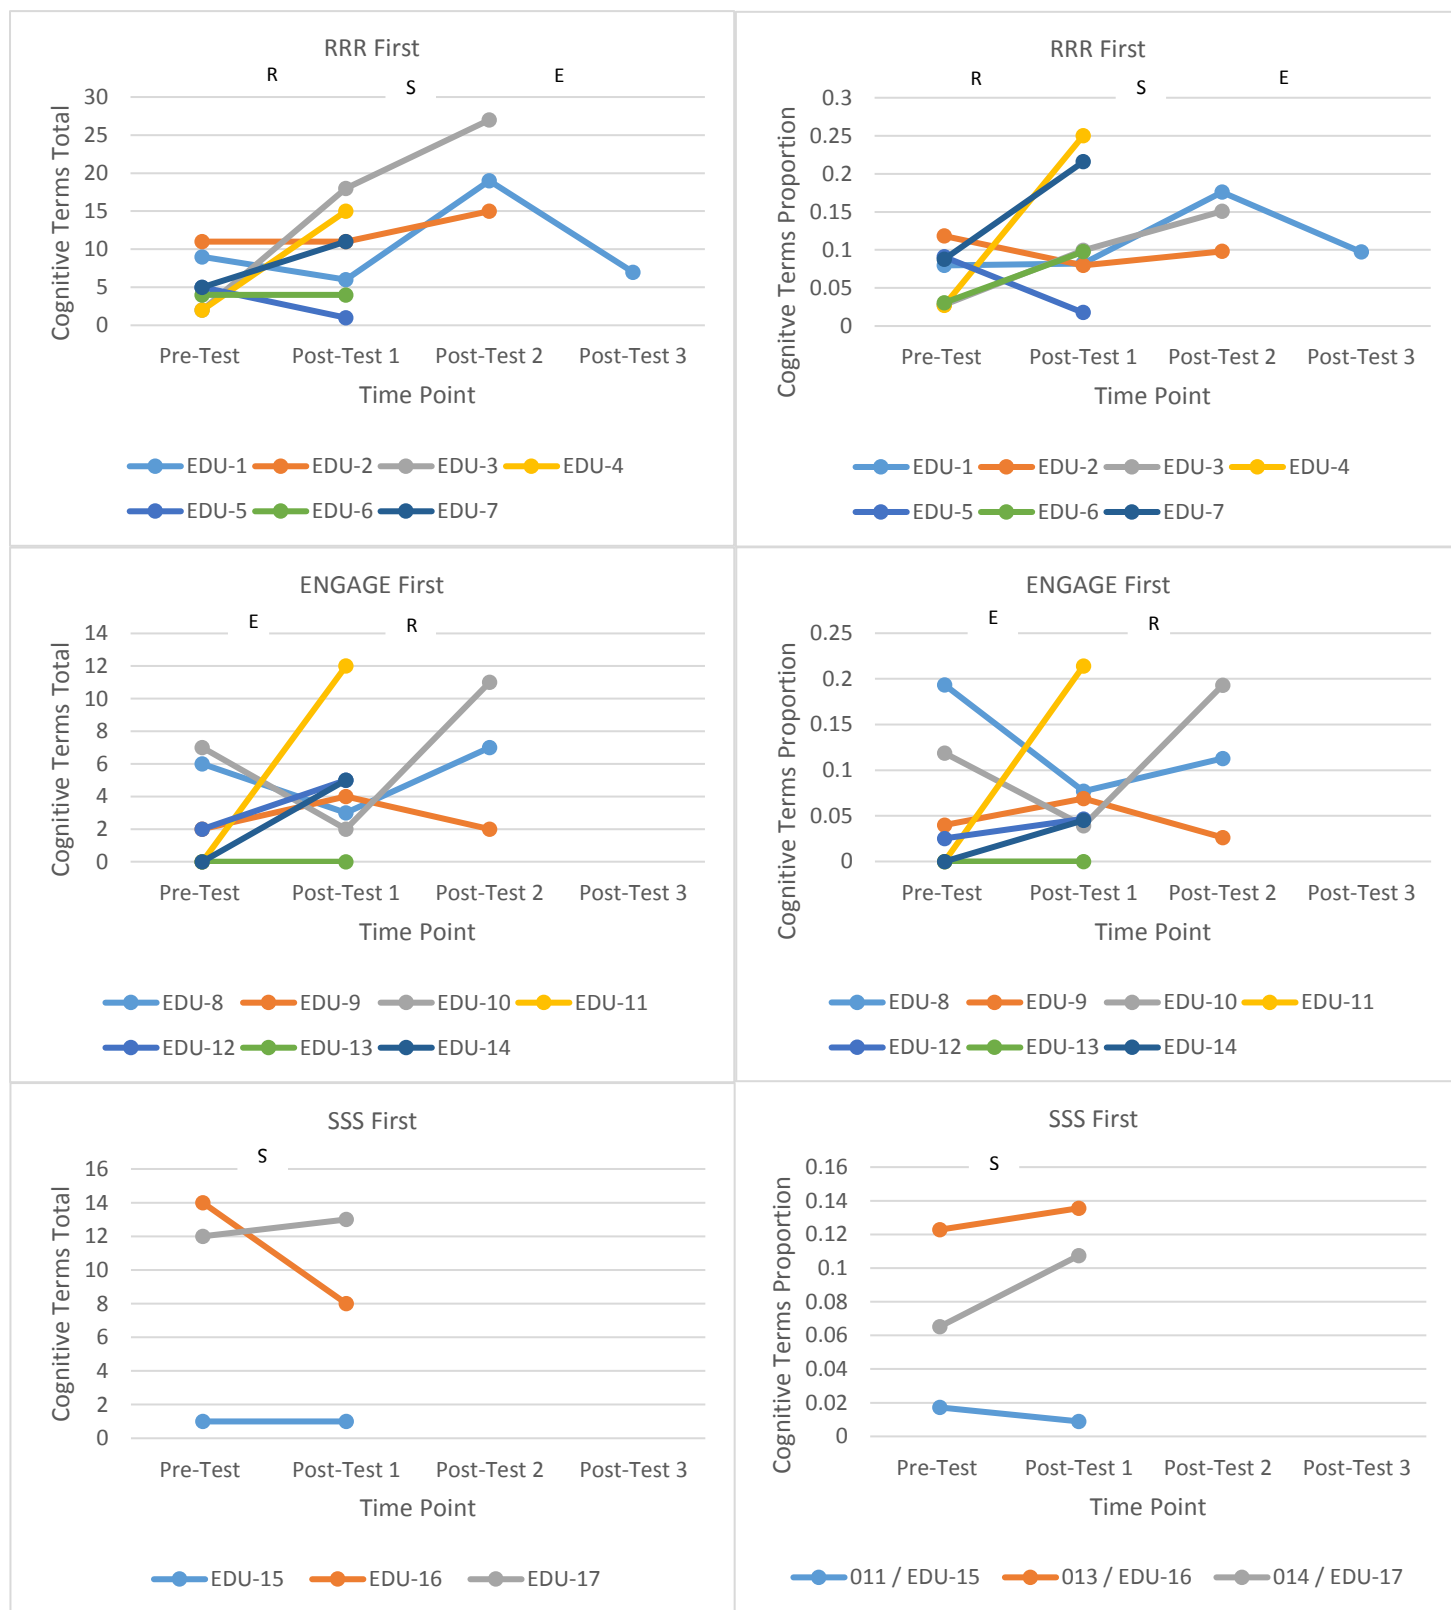 RRR First
R
S
E
Cognitive Terms Total
30
25
20
15
10
5
0
Pre-Test Post-Test 1 Post-Test 2 Post-Test 3
Time Point
EDU-1 EDU-2 EDU-3 EDU-4
EDU-5 EDU-6 EDU-7
RRR First
R
S
E
Cognitve Terms Proportion
0.3
0.25
0.2
0.15
0.1
0.05
0
Pre-Test Post-Test 1 Post-Test 2 Post-Test 3
Time Point
EDU-1 EDU-2 EDU-3 EDU-4
EDU-5 EDU-6 EDU-7
ENGAGE First
E
R
Cognitive Terms Total
14
12
10
8
6
4
2
0
Pre-Test Post-Test 1 Post-Test 2 Post-Test 3
Time Point
EDU-8 EDU-9 EDU-10 EDU-11
EDU-12 EDU-13 EDU-14
ENGAGE First
E
R
Cognitive Terms Proportion
0.25
0.2
0.15
0.1
0.05
0
Pre-Test Post-Test 1 Post-Test 2 Post-Test 3
Time Point
EDU-8 EDU-9 EDU-10 EDU-11
EDU-12 EDU-13 EDU-14
SSS First
S
Cognitive Terms Total
16
14
12
10
8
6
4
2
0
Pre-Test Post-Test 1 Post-Test 2 Post-Test 3
Time Point
EDU-15 EDU-16 EDU-17
SSS First
S
Cognitive Terms Proportion
0.16
0.14
0.12
0.1
0.08
0.06
0.04
0.02
0
Pre-Test Post-Test 1 Post-Test 2 Post-Test 3
Time Point
011 / EDU-15 013 / EDU-16 014 / EDU-17